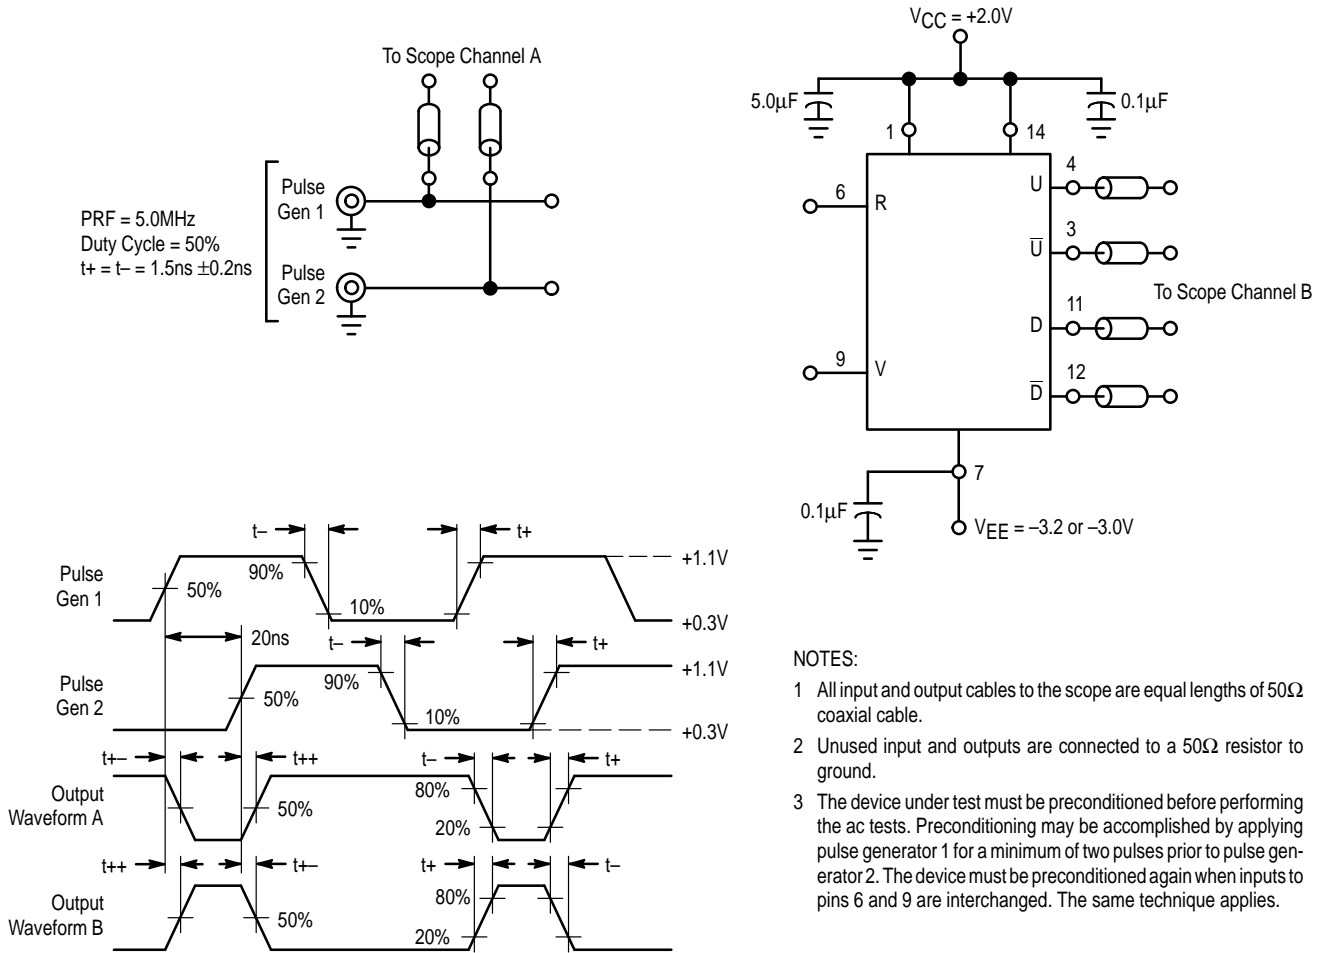 To Scope Channel A
Pulse
Gen 1
PRF = 5.0MHz
Duty Cycle = 50%
t+ = t– = 1.5ns ±0.2ns
Pulse
Gen 2
VCC = +2.0V
5.0µF
0.1µF
1
14
4
6
R
U
3
U̅
To Scope Channel B
11
D
9
V
12
D̅
7
0.1µF
VEE = –3.2 or –3.0V
t–
t+
+1.1V
Pulse
Gen 1
50%
90%
10%
+0.3V
20ns
t–
t+
+1.1V
Pulse
Gen 2
50%
90%
10%
+0.3V
t+–
t++
t–
t+
Output
Waveform A
50%
80%
20%
t++
t+–
t+
t–
Output
Waveform B
50%
80%
20%
NOTES:
1 All input and output cables to the scope are equal lengths of 50Ω
coaxial cable.
2 Unused input and outputs are connected to a 50Ω resistor to
ground.
3 The device under test must be preconditioned before performing
the ac tests. Preconditioning may be accomplished by applying
pulse generator 1 for a minimum of two pulses prior to pulse gen-
erator 2. The device must be preconditioned again when inputs to
pins 6 and 9 are interchanged. The same technique applies.